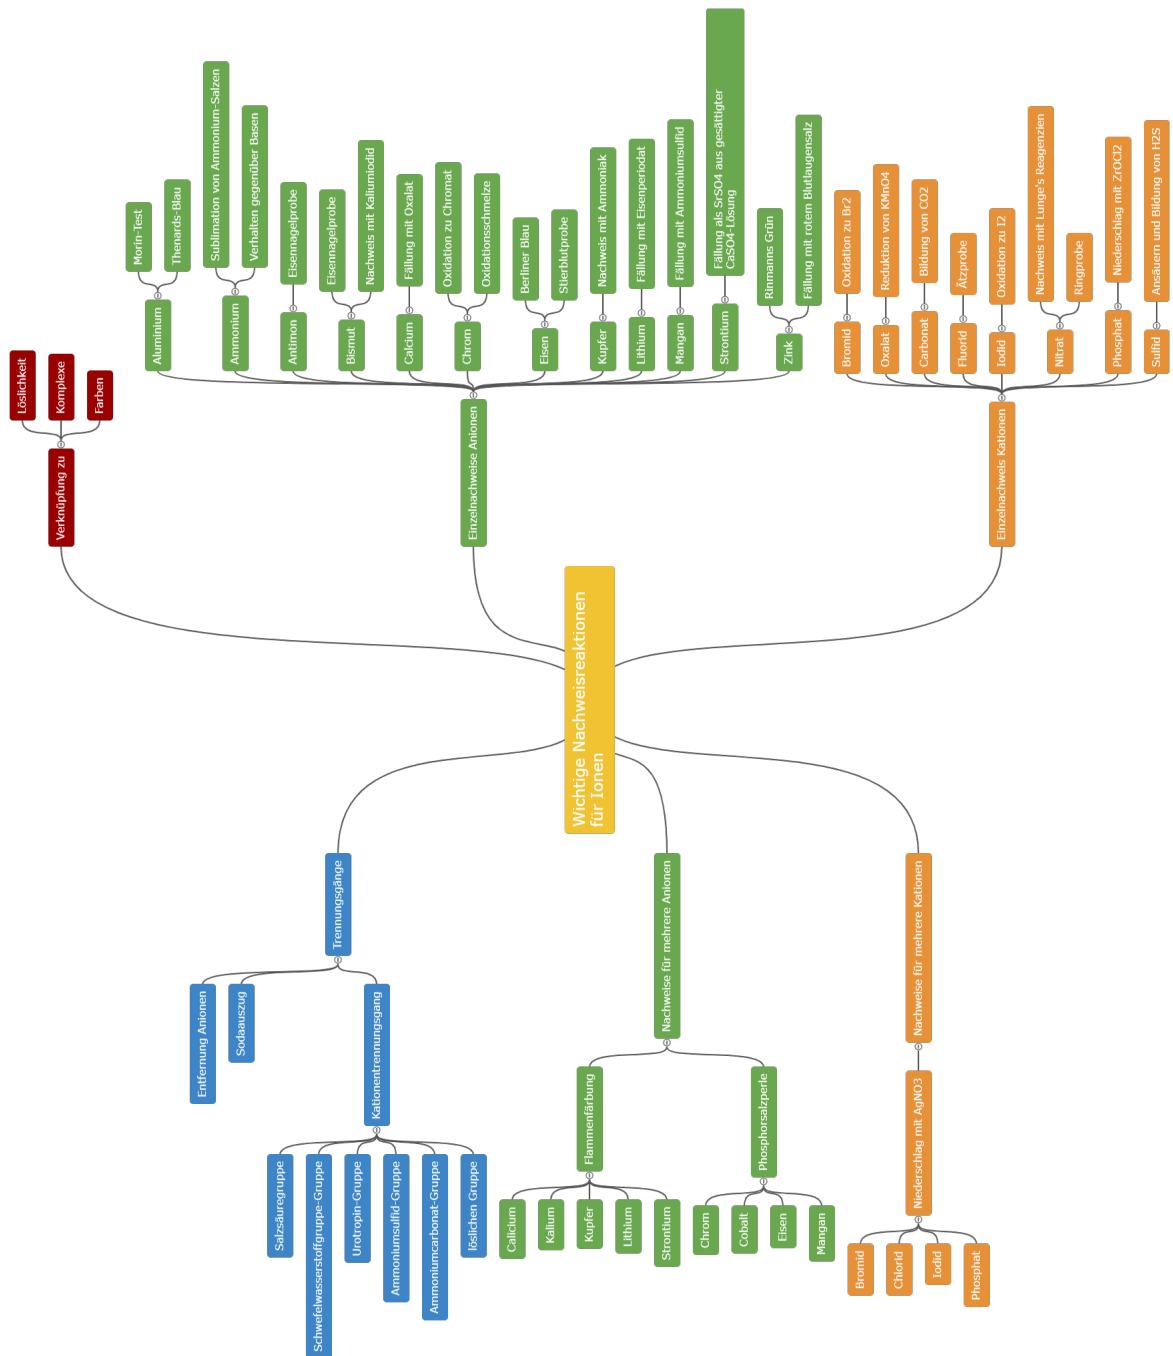 Wichtige Nachweisreaktionen
für Ionen
Verknüpfung zu
Löslichkeit
Komplexe
Farben
Einzelnachweise Anionen
Aluminium
Morin-Test
Thenards-Blau
Ammonium
Sublimation von Ammonium-Salzen
Verhalten gegenüber Basen
Antimon
Eisennagelprobe
Bismut
Eisennagelprobe
Nachweis mit Kaliumiodid
Calcium
Fällung mit Oxalat
Chrom
Oxidation zu Chromat
Oxidationsschmelze
Eisen
Berliner Blau
Stierblutprobe
Kupfer
Nachweis mit Ammoniak
Lithium
Fällung mit Eisenperiodat
Mangan
Fällung mit Ammoniumsulfid
Strontium
Fällung als SrSO4 aus gesättigter
CaSO4-Lösung
Zink
Rinmanns Grün
Fällung mit rotem Blutlaugensalz
Einzelnachweis Kationen
Bromid
Oxidation zu Br2
Oxalat
Reduktion von KMnO4
Carbonat
Bildung von CO2
Fluorid
Ätzprobe
Iodid
Oxidation zu I2
Nitrat
Nachweis mit Lunge's Reagenzien
Ringprobe
Phosphat
Niederschlag mit ZrOCl2
Sulfid
Ansäuern und Bildung von H2S
Trennungsgänge
Entfernung Anionen
Sodaauszug
Kationentrennungsgang
Salzsäuregruppe
Schwefelwasserstoffgruppe-Gruppe
Urotropin-Gruppe
Ammoniumsulfid-Gruppe
Ammoniumcarbonat-Gruppe
löslichen Gruppe
Nachweise für mehrere Anionen
Flammenfärbung
Calicium
Kalium
Kupfer
Lithium
Strontium
Phosphorsalzperle
Chrom
Cobalt
Eisen
Mangan
Nachweise für mehrere Kationen
Niederschlag mit AgNO3
Bromid
Chlorid
Iodid
Phosphat